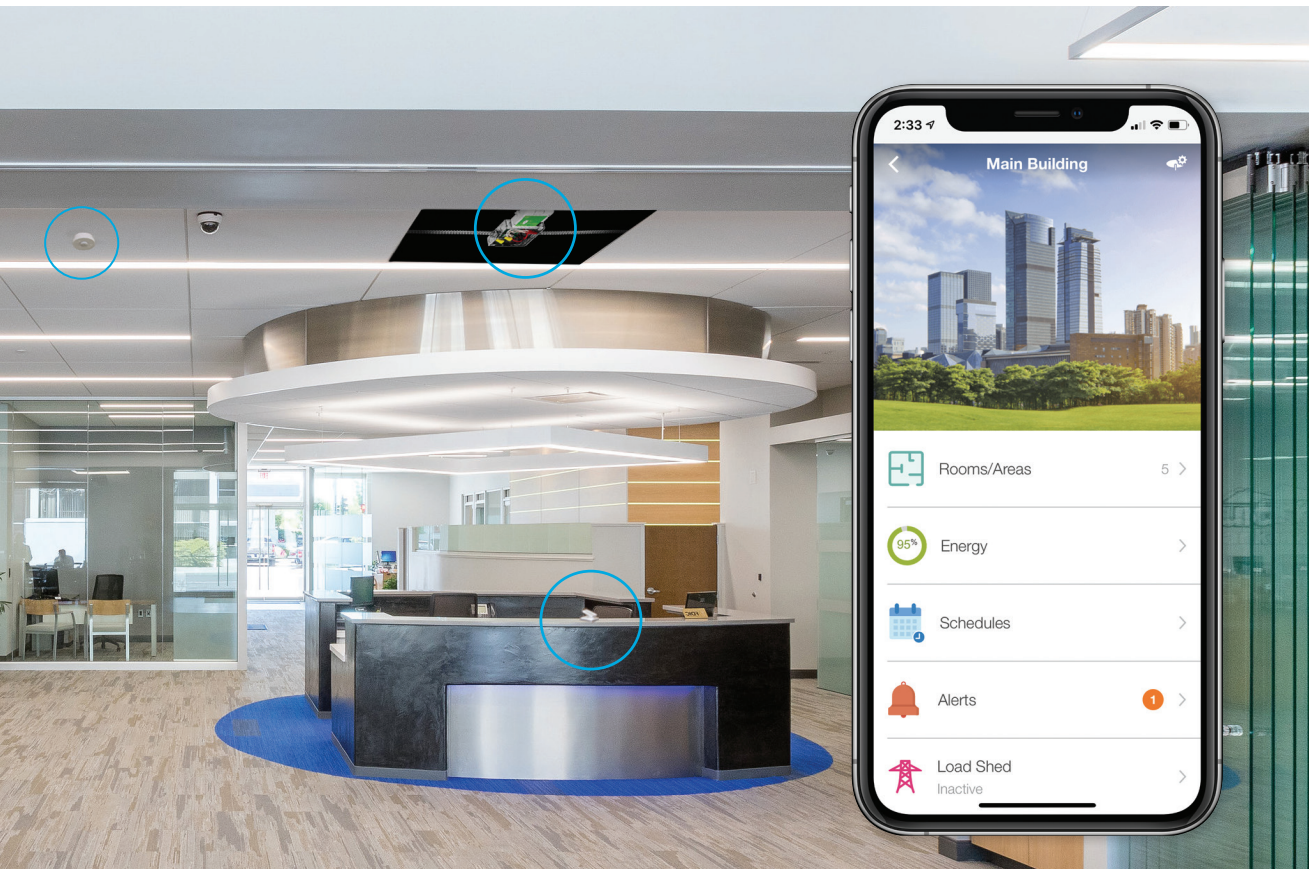 2:33
Main Building
Rooms/Areas 5
95% Energy
Schedules
Alerts 1
Load Shed
Inactive